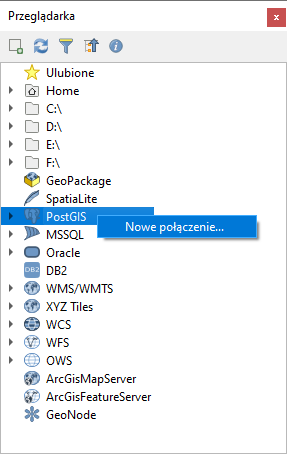 Przeglądarka
Ulubione
Home
C:\
D:\
E:\
F:\
GeoPackage
SpatiaLite
PostGIS
Nowe połączenie...
MSSQL
Oracle
DB2 DB2
WMS/WMTS
XYZ Tiles
WCS
WFS
OWS
ArcGisMapServer
ArcGisFeatureServer
GeoNode